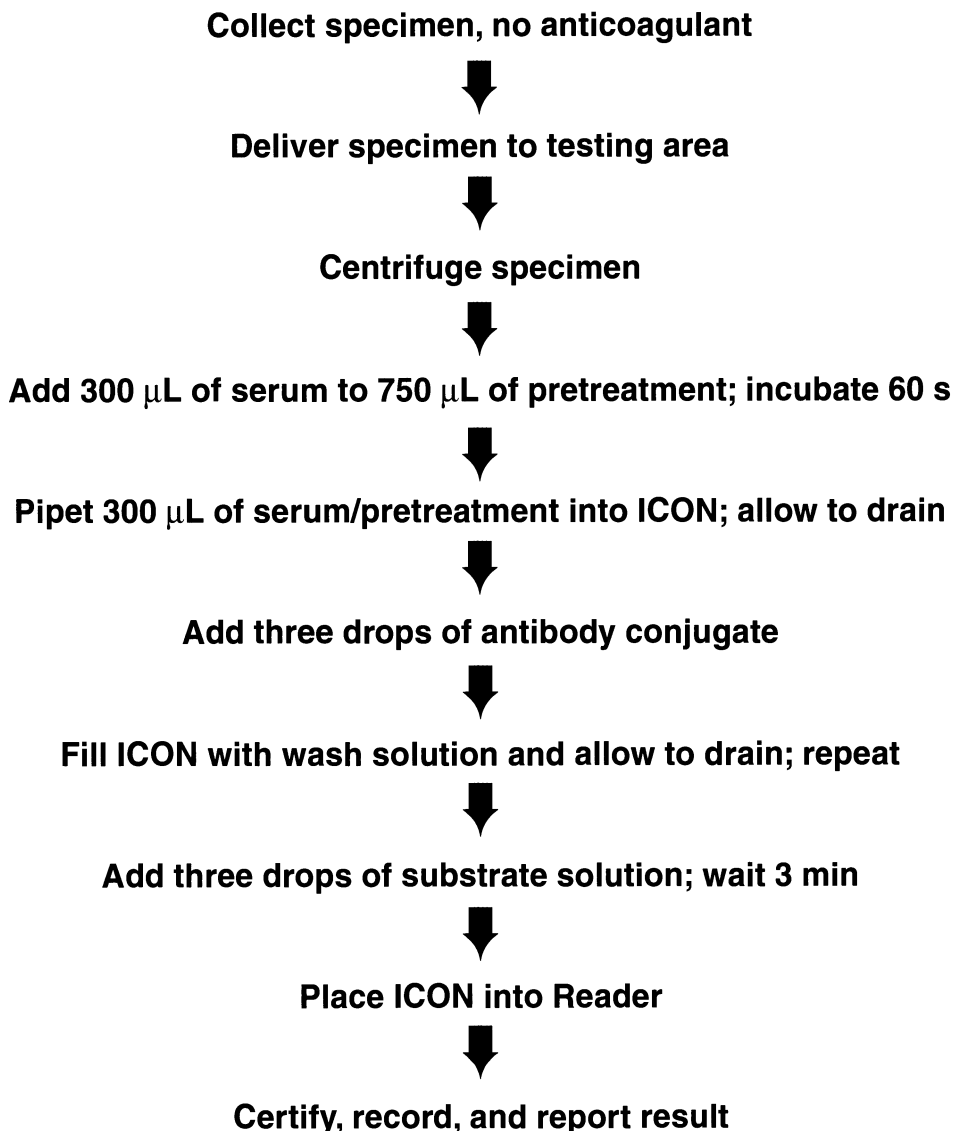 Collect specimen, no anticoagulant
Deliver specimen to testing area
Centrifuge specimen
Add 300 μL of serum to 750 μL of pretreatment; incubate 60 s
Pipet 300 μL of serum/pretreatment into ICON; allow to drain
Add three drops of antibody conjugate
Fill ICON with wash solution and allow to drain; repeat
Add three drops of substrate solution; wait 3 min
Place ICON into Reader
Certify, record, and report result